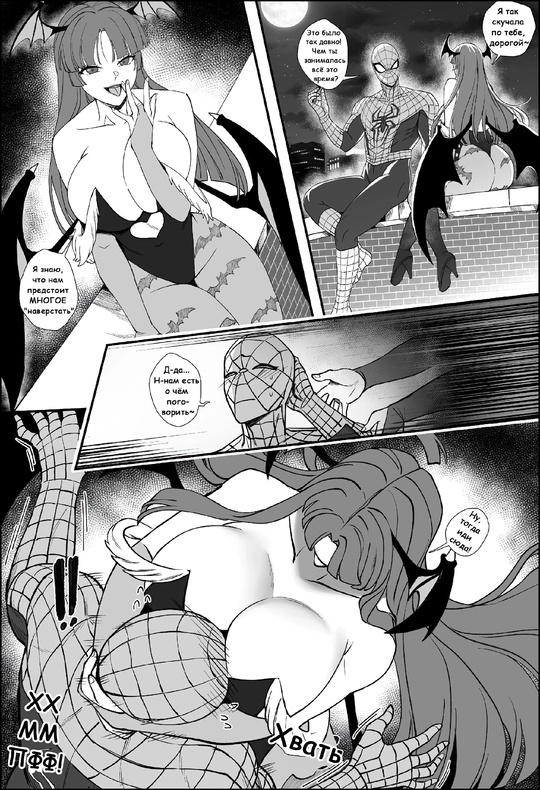 Я так
скучала
по тебе,
дорогой~
Это было
так давно!
Чем ты
занималась
всё это
время?
Я знаю,
что нам
предстоит
МНОГОЕ
"наверстать"
Д-да...
Н-нам есть
о чём
пого-
ворить~
Ну,
тогда
иди
сюда!
!!
ХХ
ММ
ПФФ!
Хвать